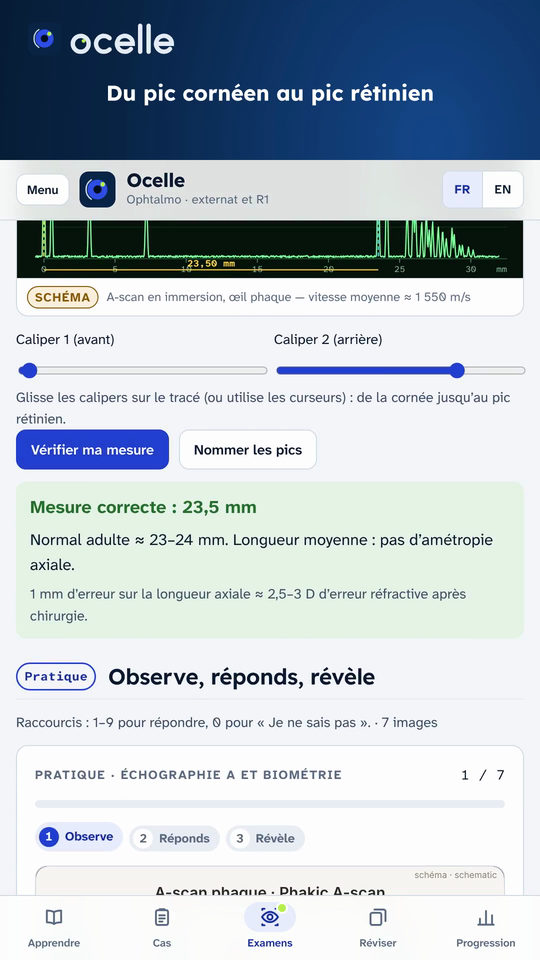 ocelle
Du pic cornéen au pic rétinien
Menu
Ocelle
Ophtalmo · externat et R1
FR
EN
23,50 mm
0 5 10 15 20 25 30 mm
SCHÉMA
A-scan en immersion, œil phaque — vitesse moyenne ≈ 1 550 m/s
Caliper 1 (avant)
Caliper 2 (arrière)
Glisse les calipers sur le tracé (ou utilise les curseurs) : de la cornée jusqu’au pic
rétinien.
Vérifier ma mesure
Nommer les pics
Mesure correcte : 23,5 mm
Normal adulte ≈ 23–24 mm. Longueur moyenne : pas d’amétropie
axiale.
1 mm d’erreur sur la longueur axiale ≈ 2,5–3 D d’erreur réfractive après
chirurgie.
Pratique
Observe, réponds, révèle
Raccourcis : 1–9 pour répondre, 0 pour « Je ne sais pas ». · 7 images
PRATIQUE · ÉCHOGRAPHIE A ET BIOMÉTRIE
1 / 7
1 Observe
2 Réponds
3 Révèle
schéma · schematic
A-scan phaque · Phakic A-scan
Apprendre
Cas
Examens
Réviser
Progression